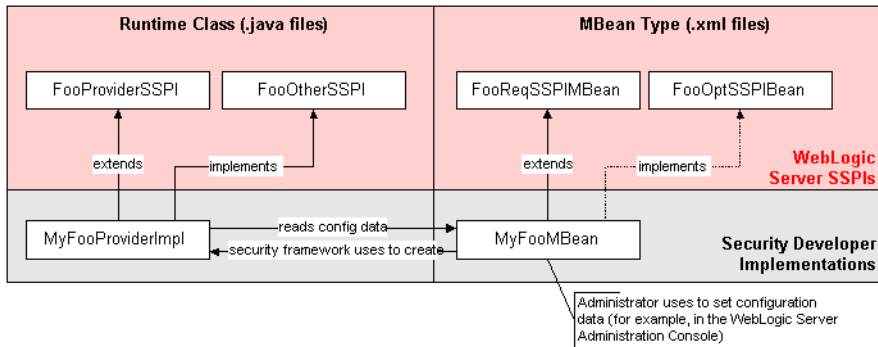 Runtime Class (.java files)
MBean Type (.xml files)
FooProviderSSPI
FooOtherSSPI
FooReqSSPIMBean
FooOptSSPIBean
extends
implements
extends
implements
WebLogic
Server SSPIs
MyFooProviderImpl
reads config data
security framework uses to create
MyFooMBean
Security Developer
Implementations
Administrator uses to set configuration
data (for example, in the WebLogic Server
Administration Console)